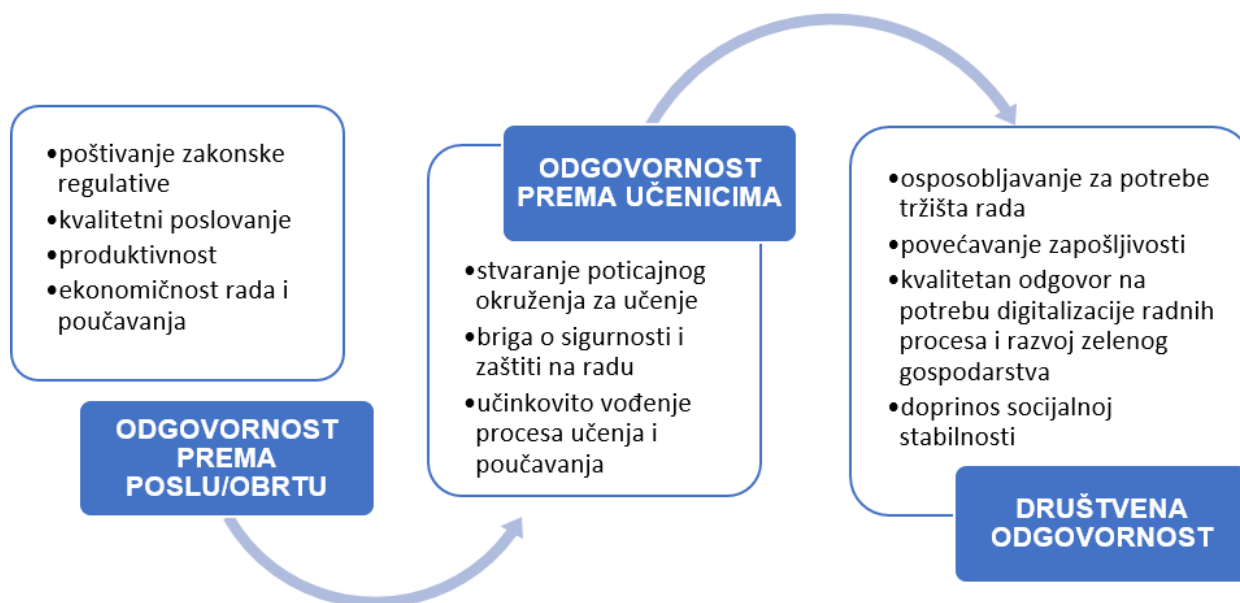 •poštivanje zakonske
regulative
•kvalitetni poslovanje
•produktivnost
•ekonomičnost rada i
poučavanja
ODGOVORNOST
PREMA
POSLU/OBRTU
ODGOVORNOST
PREMA UČENICIMA
•stvaranje poticajnog
okruženja za učenje
•briga o sigurnosti i
zaštiti na radu
•učinkovito vođenje
procesa učenja i
poučavanja
•osposobljavanje za potrebe
tržišta rada
•povećavanje zapošljivosti
•kvalitetan odgovor na
potrebu digitalizacije radnih
procesa i razvoj zelenog
gospodarstva
•doprinos socijalnoj
stabilnosti
DRUŠTVENA
ODGOVORNOST